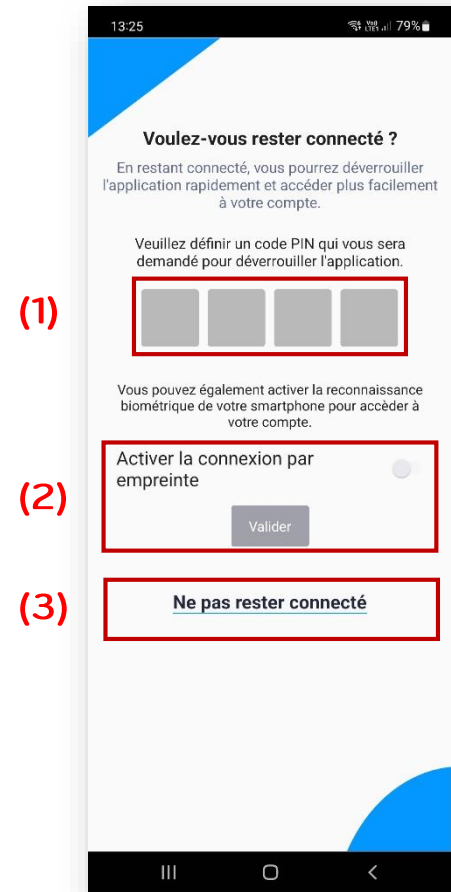 13:25
Vo)) LTE1 79%
Voulez-vous rester connecté ?
En restant connecté, vous pourrez déverrouiller
l'application rapidement et accéder plus facilement
à votre compte.
Veuillez définir un code PIN qui vous sera
demandé pour déverrouiller l'application.
(1)
Vous pouvez également activer la reconnaissance
biométrique de votre smartphone pour accèder à
votre compte.
Activer la connexion par
empreinte
(2)
Valider
(3)
Ne pas rester connecté